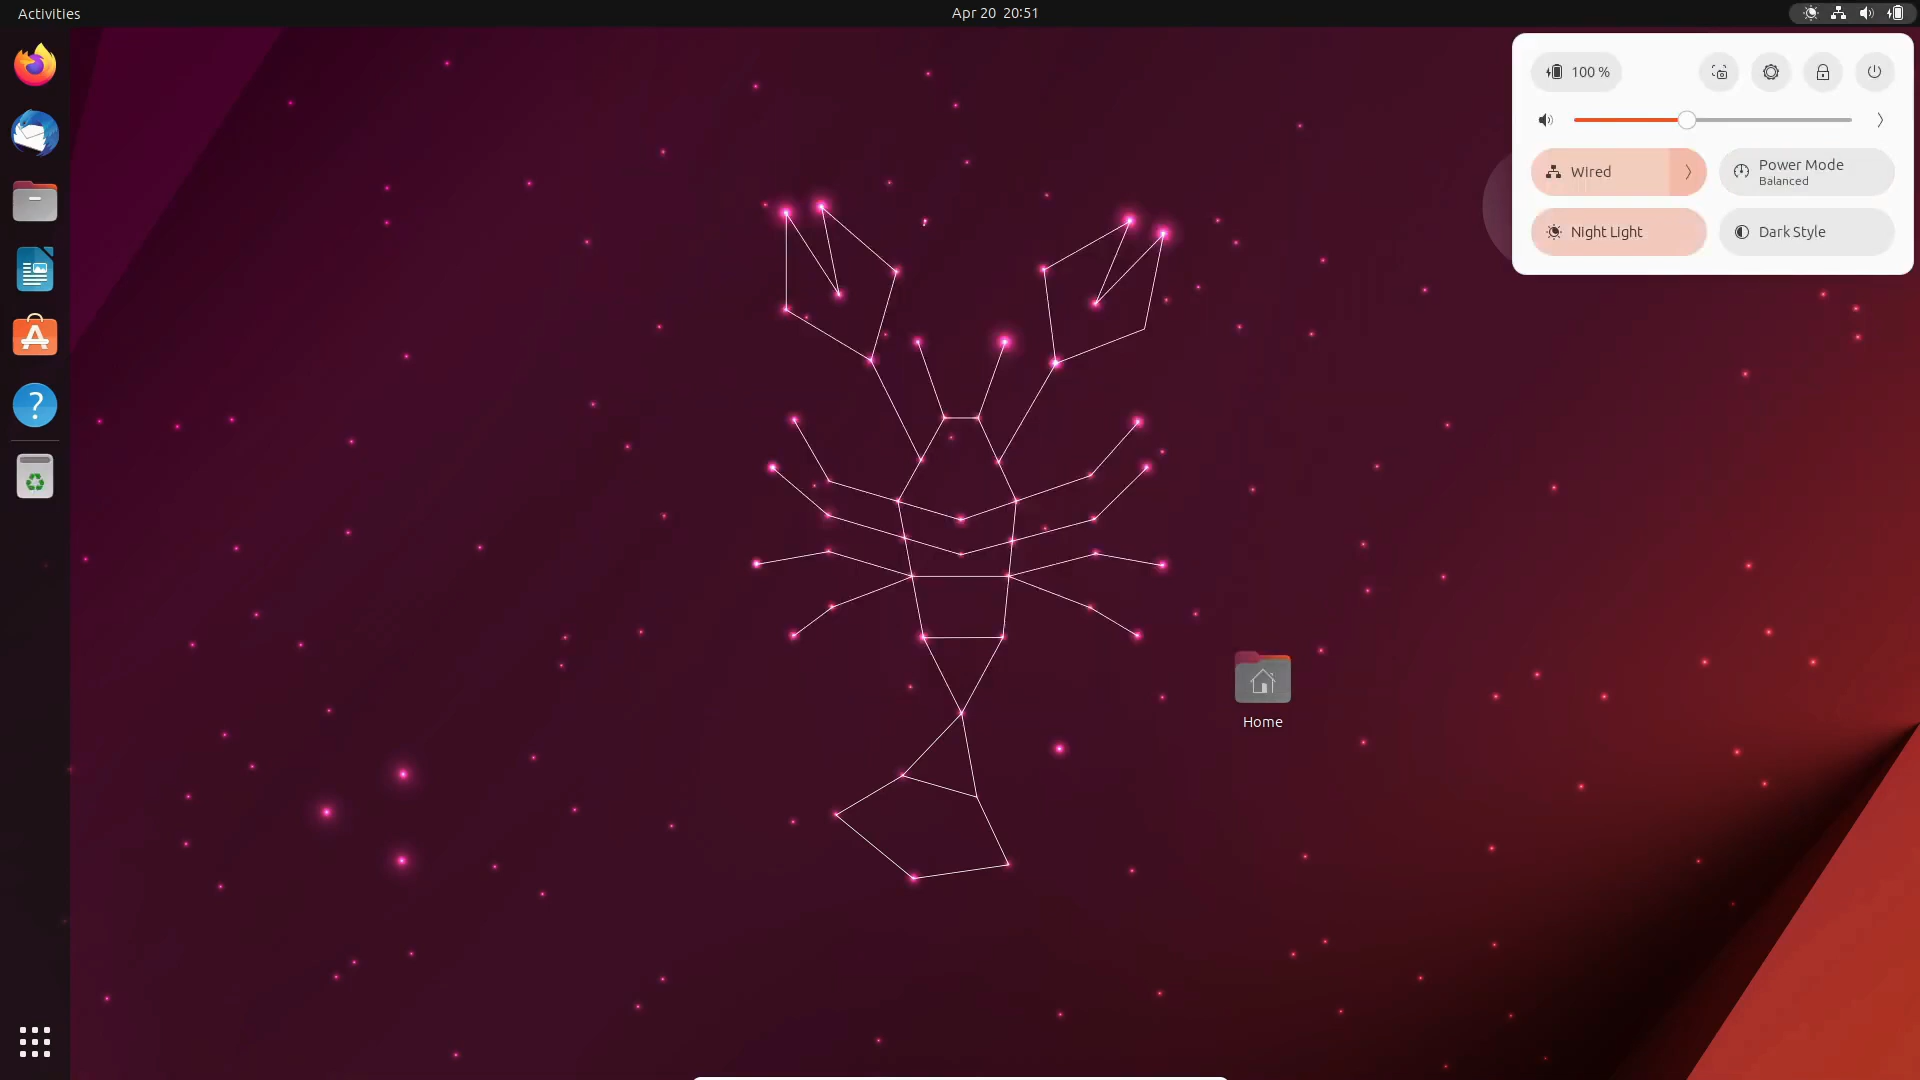 Activities
Apr 20 20:51
100 %
Wired
Power Mode
Balanced
Night Light
Dark Style
Home